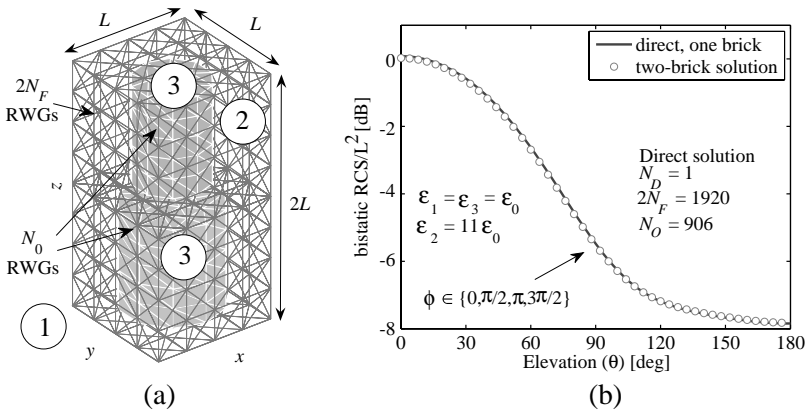 L
L
3
2N_F
RWGs
2
z
2L
N_0
RWGs
3
1
y
x
(a)
bistatic RCS/L^2 [dB]
0
-2
-4
-6
-8
direct, one brick
two-brick solution
Direct solution
N_D = 1
2N_F = 1920
N_O = 906
ε_1 = ε_3 = ε_0
ε_2 = 11ε_0
ϕ ∈ {0,π/2,π,3π/2}
0 30 60 90 120 150 180
Elevation (θ) [deg]
(b)